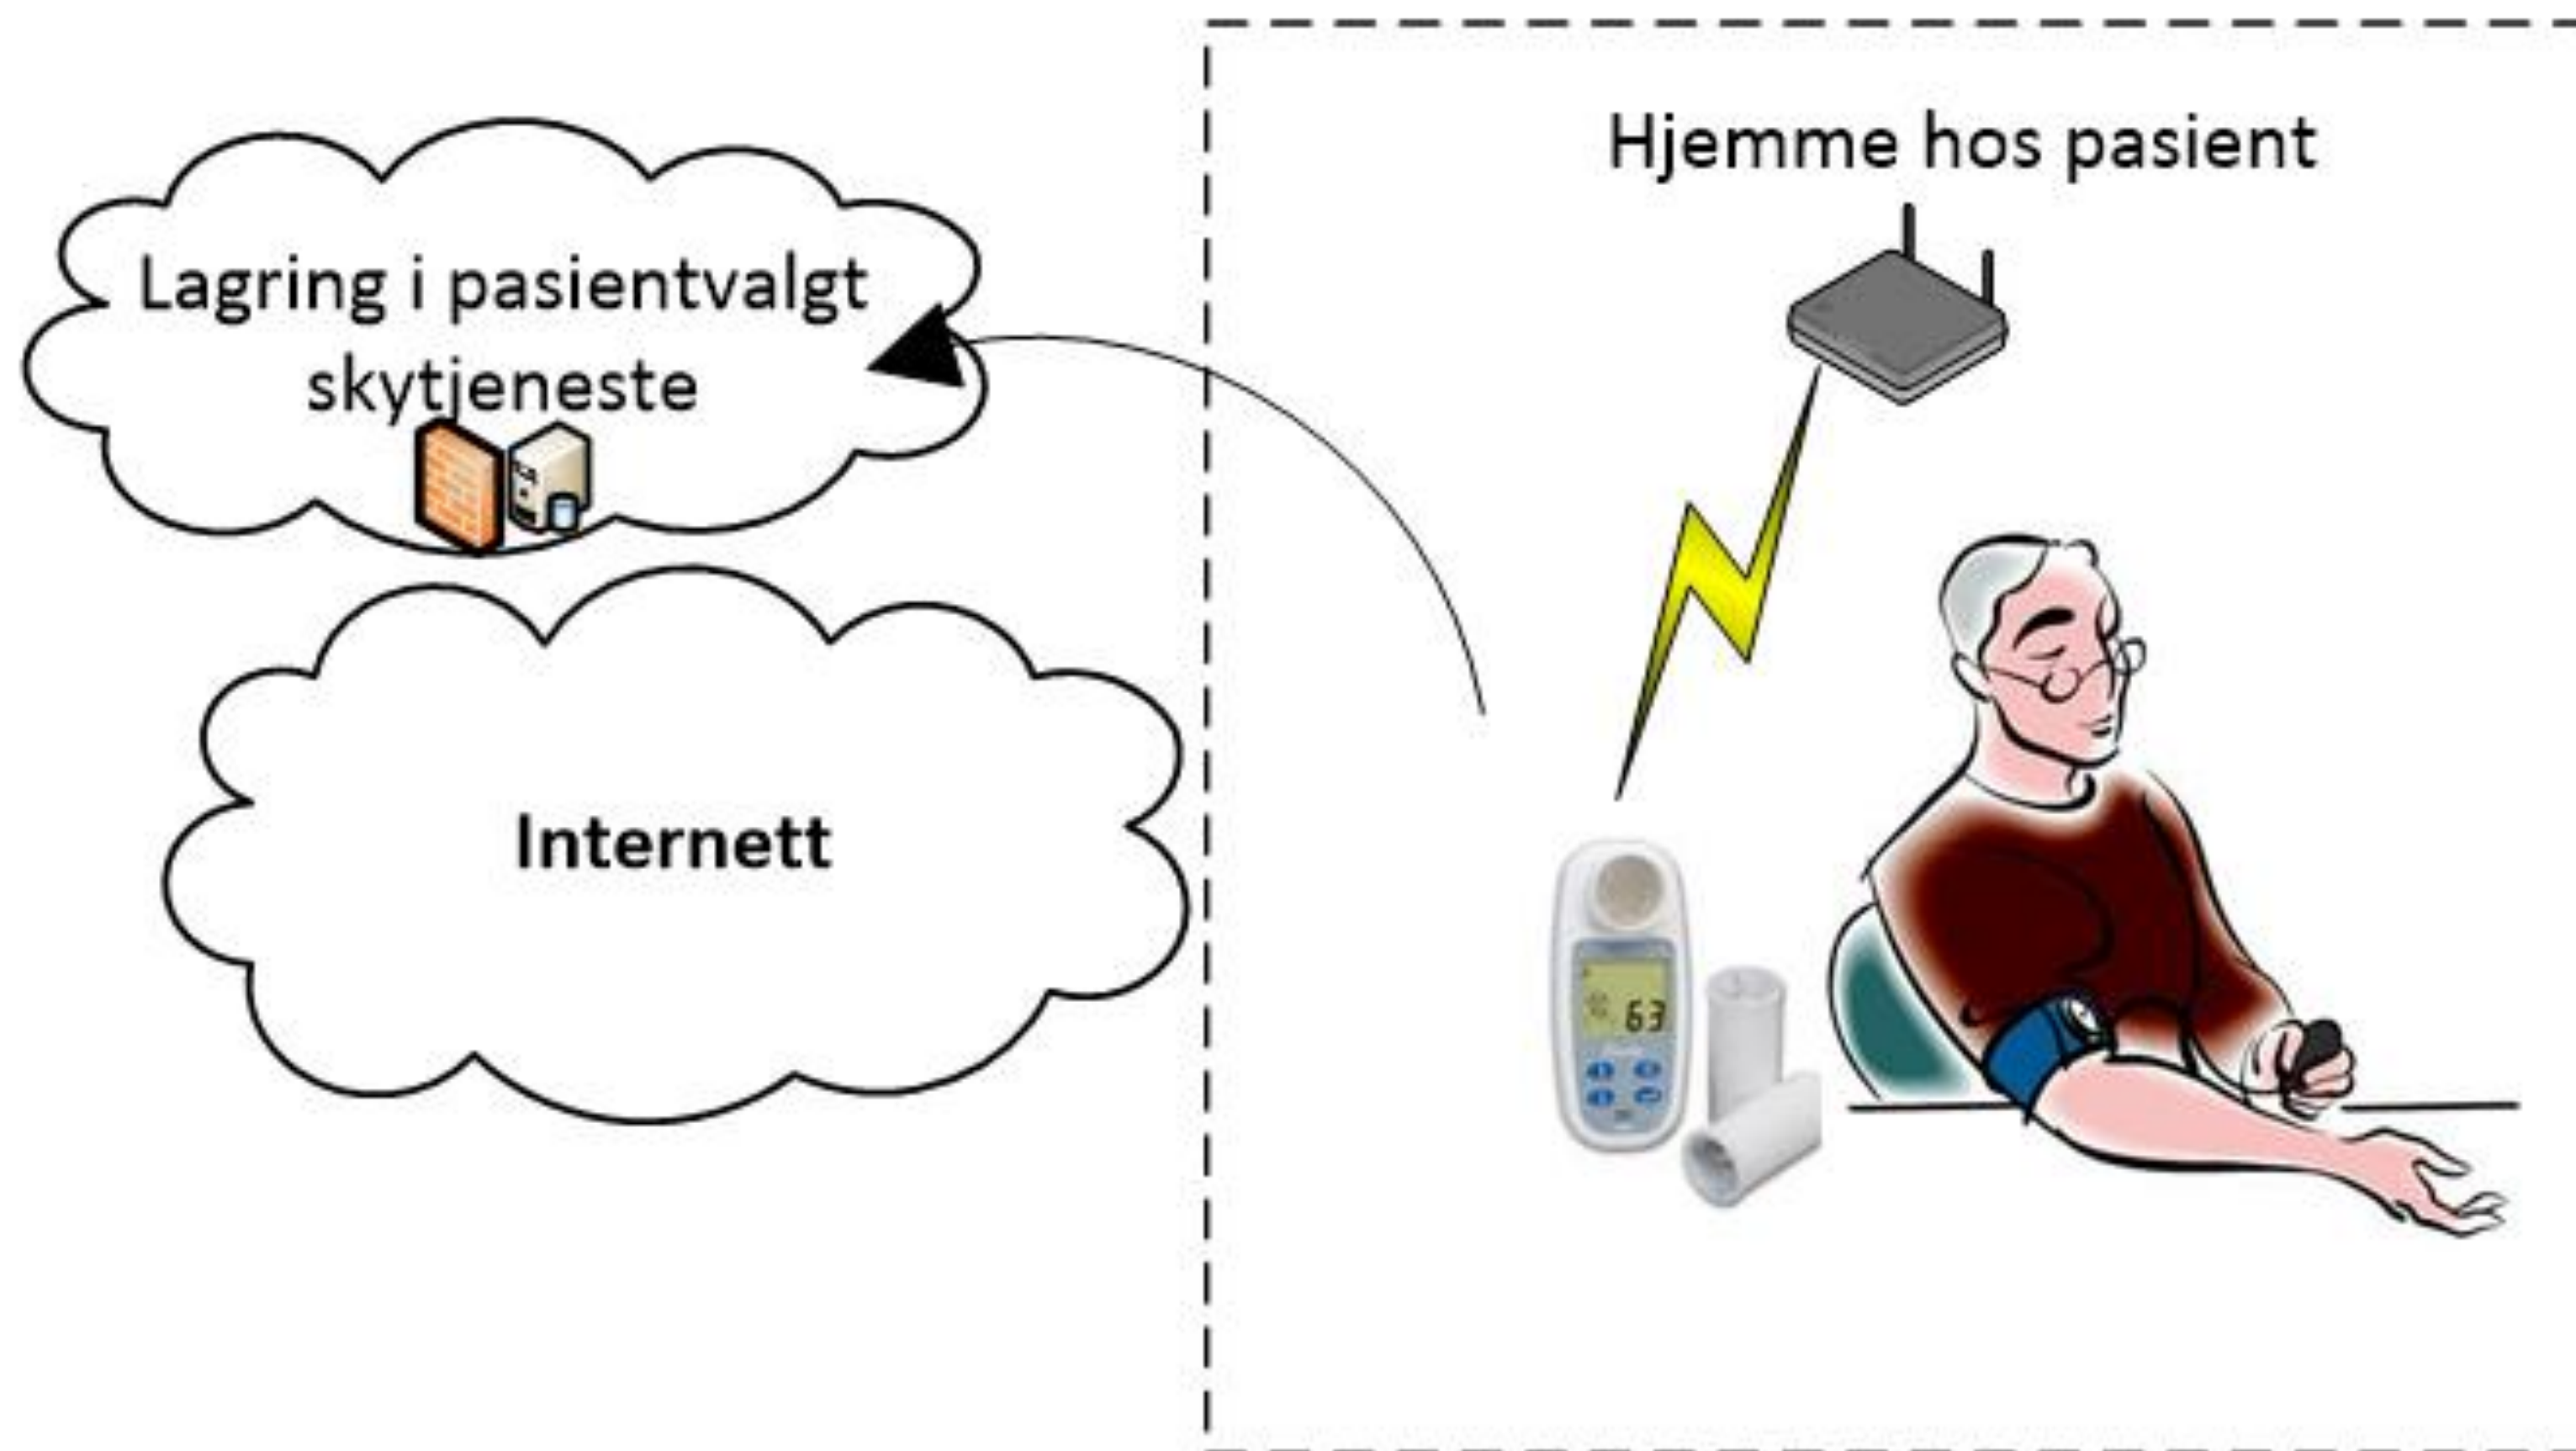 Hjemme hos pasient
Lagring i pasientvalgt
skytjeneste
Internett
63